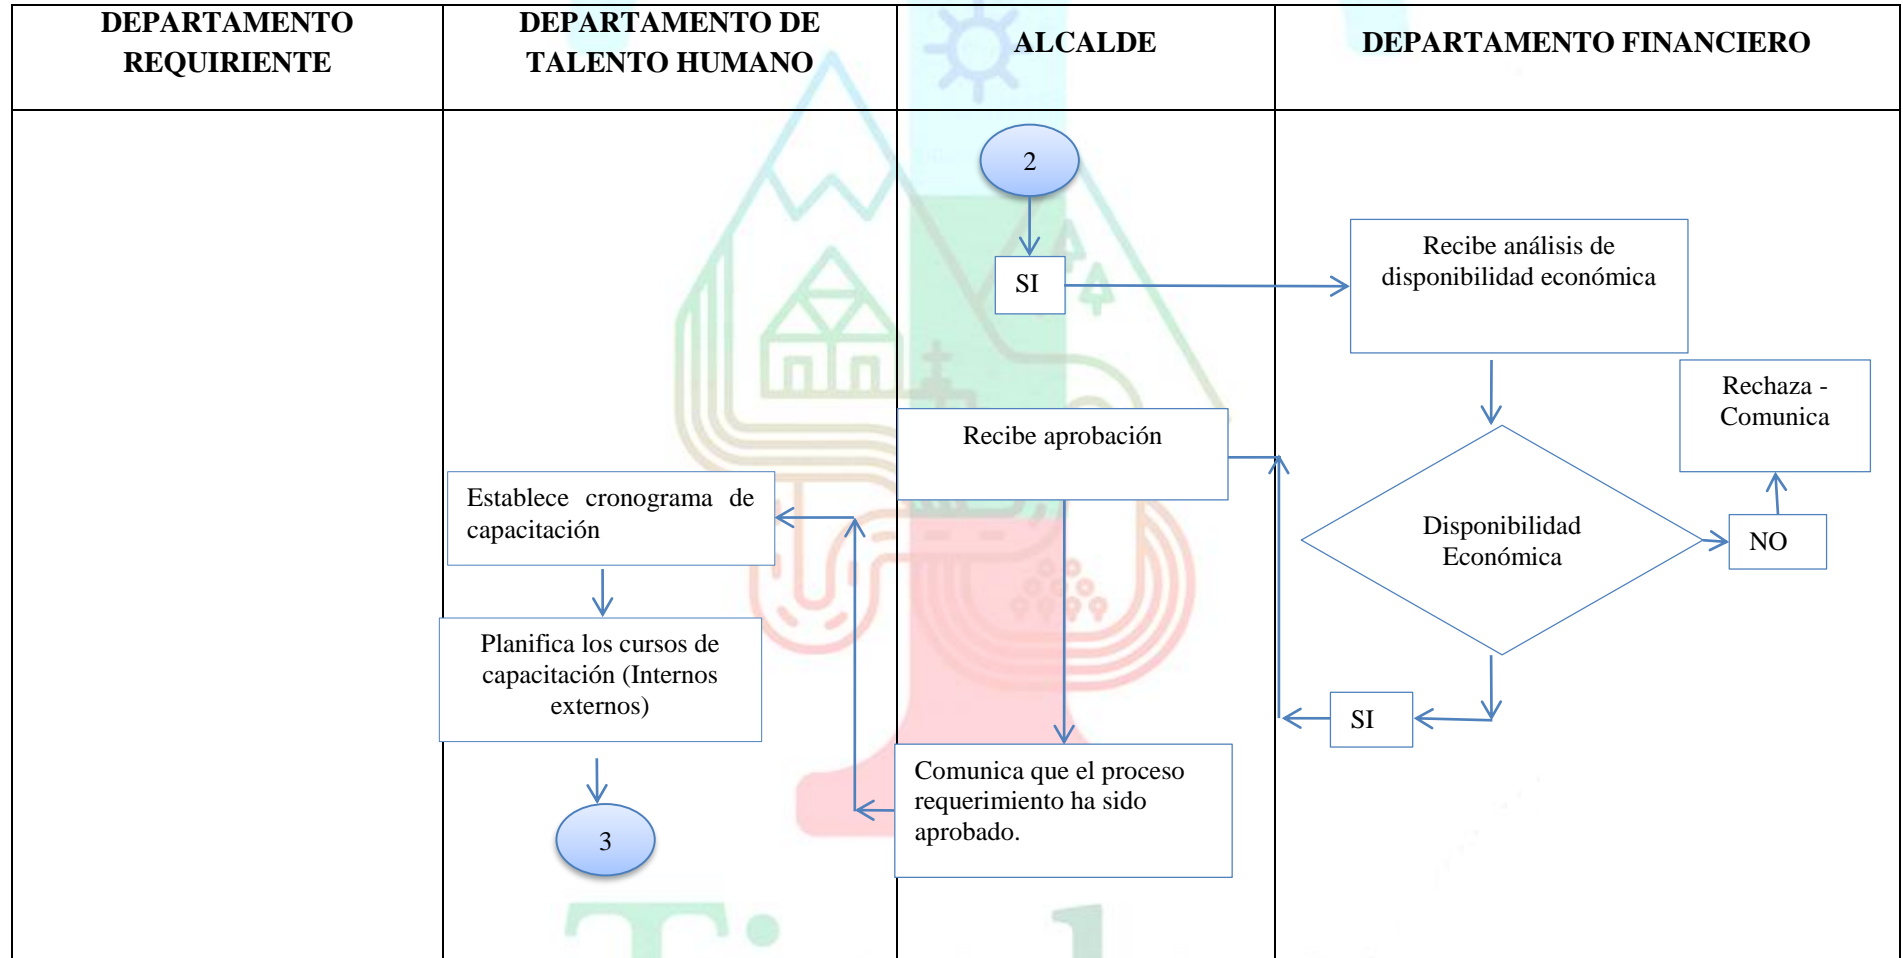 DEPARTAMENTO
REQUIRIENTE
DEPARTAMENTO DE
TALENTO HUMANO
ALCALDE
DEPARTAMENTO FINANCIERO
2
SI
Recibe análisis de
disponibilidad económica
Rechaza -
Comunica
Recibe aprobación
Disponibilidad
Económica
NO
Establece cronograma de
capacitación
Planifica los cursos de
capacitación (Internos
externos)
SI
Comunica que el proceso
requerimiento ha sido
aprobado.
3